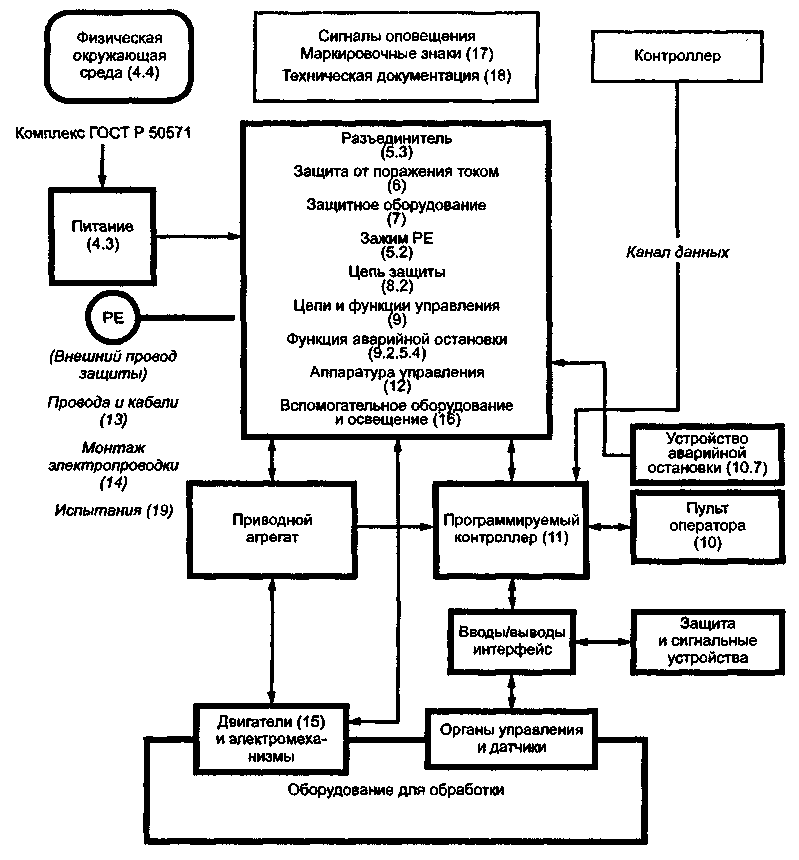 Физическая
окружающая
среда (4.4)
Сигналы оповещения
Маркировочные знаки (17)
Техническая документация (18)
Контроллер
Комплекс ГОСТ Р 50571
Питание
(4.3)
PE
(Внешний провод
защиты)
Провода и кабели
(13)
Монтаж
электропроводки
(14)
Испытания (19)
Разъединитель
(5.3)
Защита от поражения током
(6)
Защитное оборудование
(7)
Зажим PE
(5.2)
Цепь защиты
(8.2)
Цепи и функции управления
(9)
Функция аварийной остановки
(9.2.5.4)
Аппаратура управления
(12)
Вспомогательное оборудование
и освещение (16)
Канал данных
Устройство
аварийной
остановки (10.7)
Приводной
агрегат
Программируемый
контроллер (11)
Пульт
оператора
(10)
Вводы/выводы
интерфейс
Защита
и сигнальные
устройства
Двигатели (15)
и электромеха-
низмы
Органы управления
и датчики
Оборудование для обработки